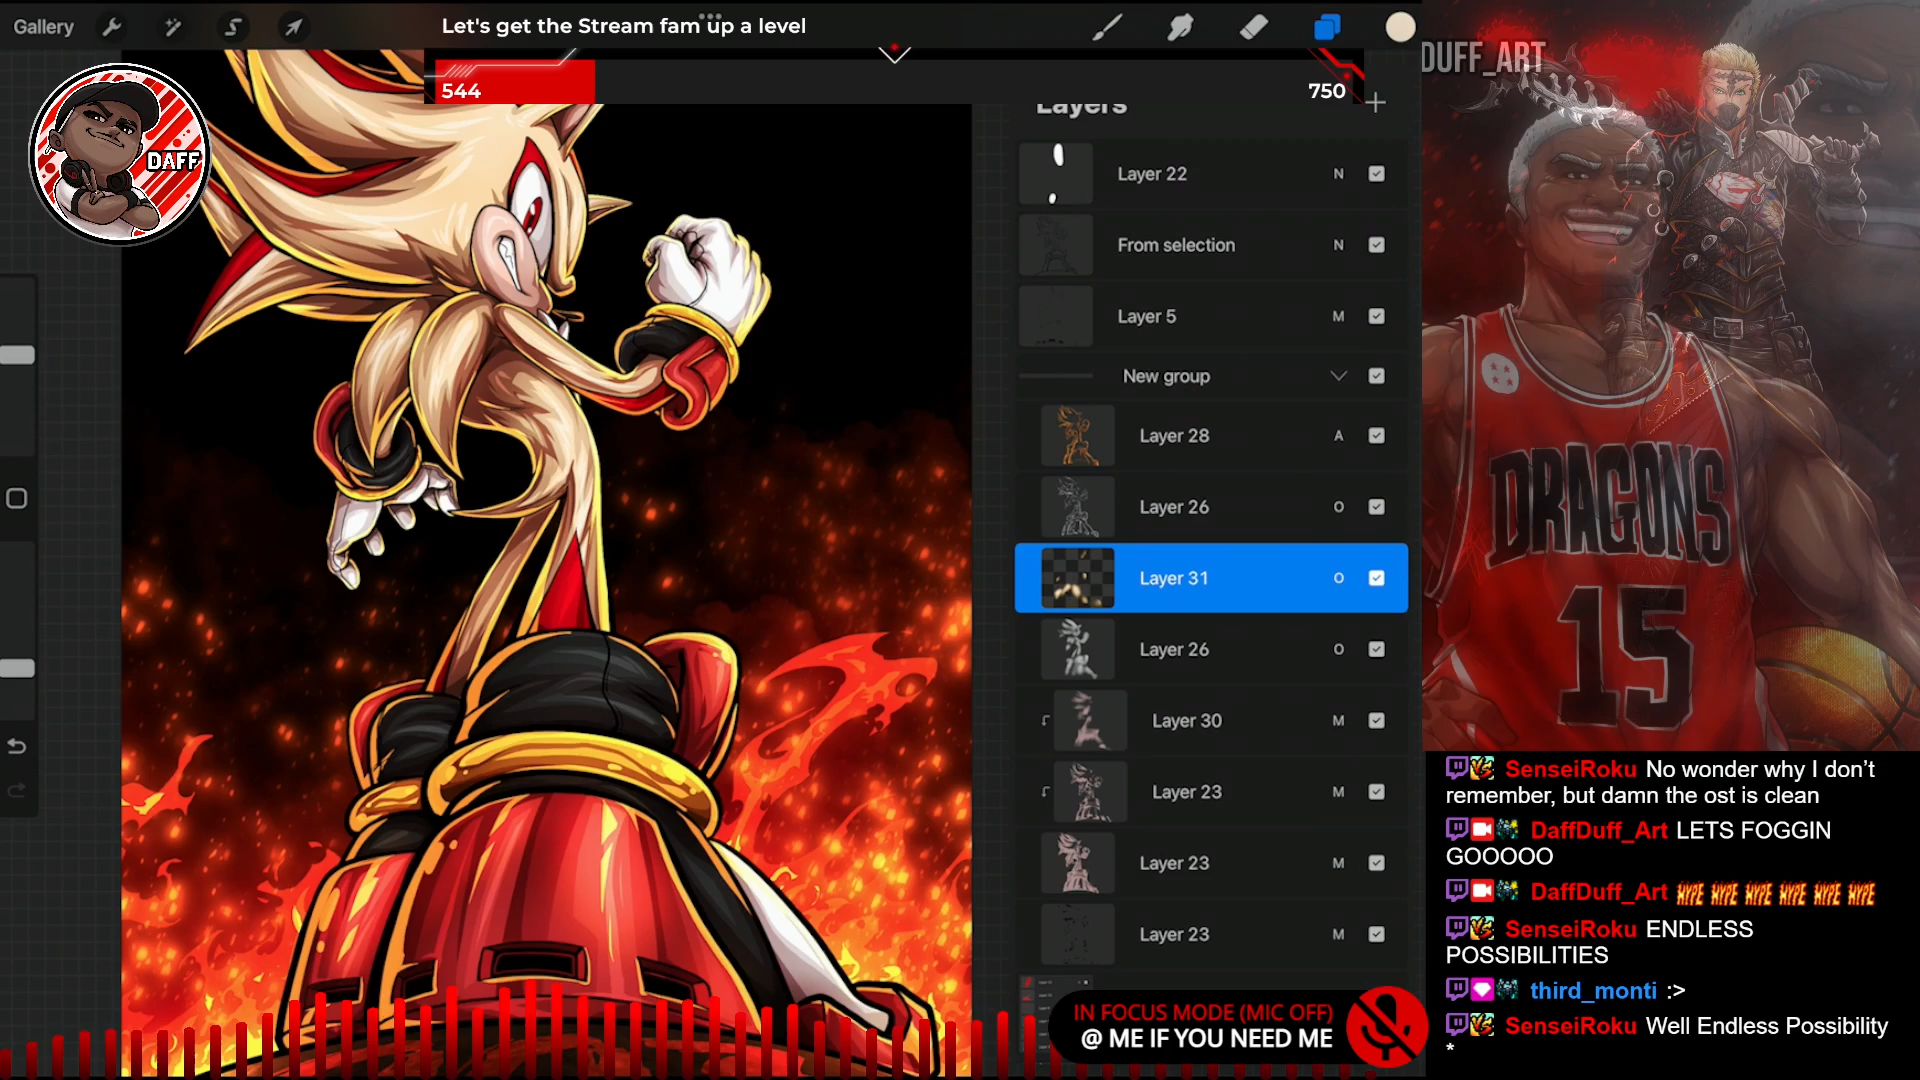 Gallery
Let's get the Stream fam up a level
544
750
DAFF
Layers
Layer 22
N
From selection
N
Layer 5
M
New group
Layer 28
A
Layer 26
O
Layer 31
O
Layer 26
O
Layer 30
M
Layer 23
M
Layer 23
M
Layer 23
M
IN FOCUS MODE (MIC OFF)
@ ME IF YOU NEED ME
DUFF_ART
DRAGONS
15
SenseiRoku No wonder why I don't
remember, but damn the ost is clean
DaffDuff_Art LETS FOGGIN
GOOOOO
DaffDuff_Art HYPE HYPE HYPE HYPE HYPE HYPE
SenseiRoku ENDLESS
POSSIBILITIES
third_monti :>
SenseiRoku Well Endless Possibility
*